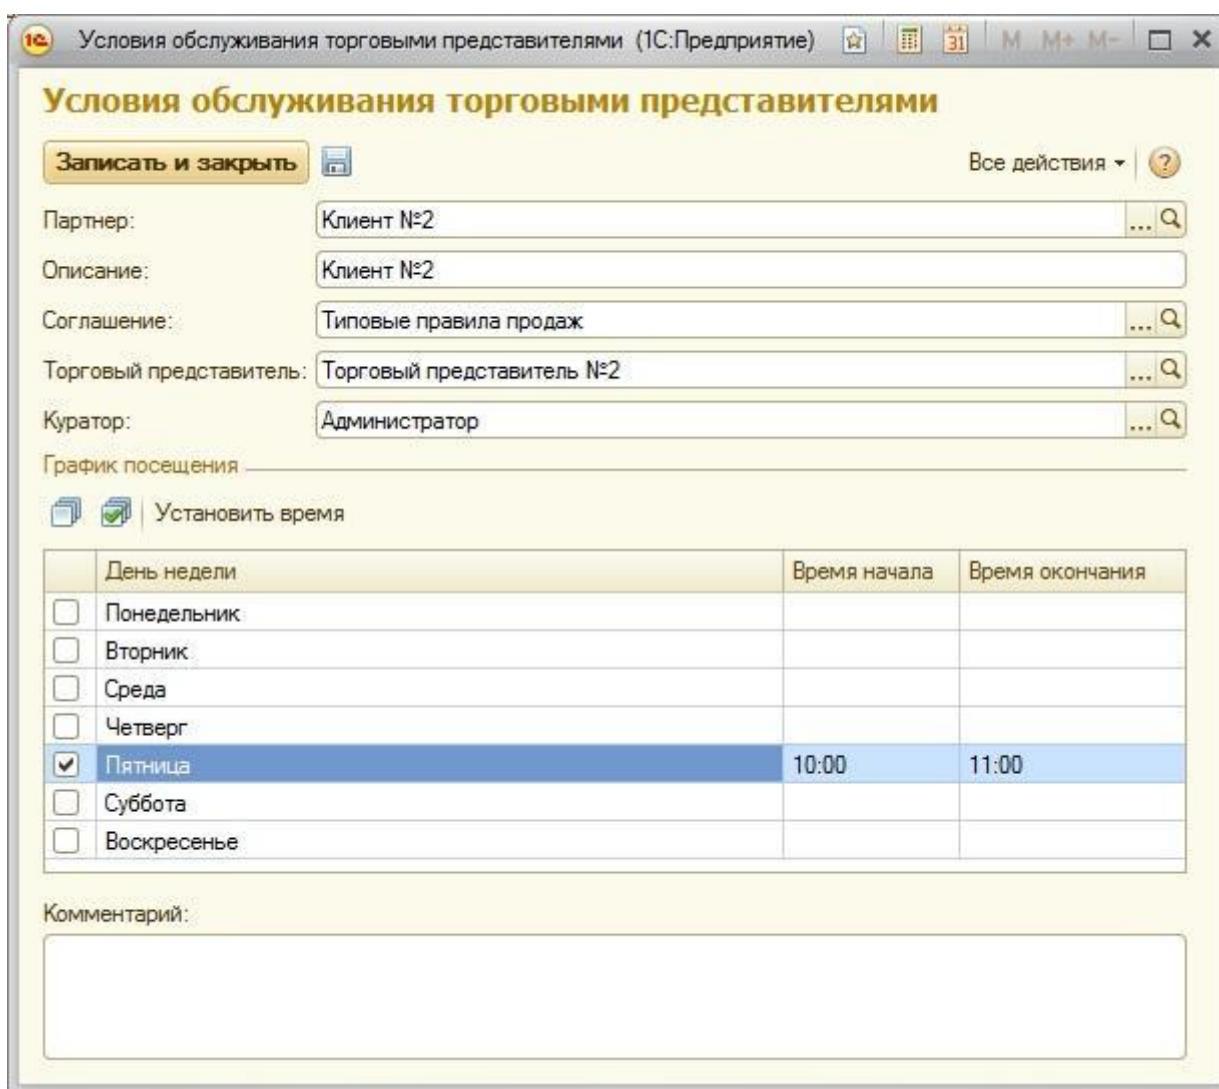 1С Условия обслуживания торговыми представителями (1С:Предприятие) 31 M M+ M-
Условия обслуживания торговыми представителями
Записать и закрыть Все действия ?
Партнер: Клиент №2 ...
Описание: Клиент №2
Соглашение: Типовые правила продаж ...
Торговый представитель: Торговый представитель №2 ...
Куратор: Администратор ...
График посещения
Установить время
День недели Время начала Время окончания
Понедельник
Вторник
Среда
Четверг
Пятница 10:00 11:00
Суббота
Воскресенье
Комментарий: